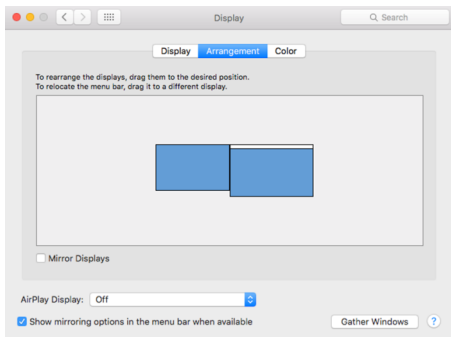 Display
Search
Display Arrangement Color
To rearrange the displays, drag them to the desired position.
To relocate the menu bar, drag it to a different display.
Mirror Displays
AirPlay Display: Off
Show mirroring options in the menu bar when available
Gather Windows ?